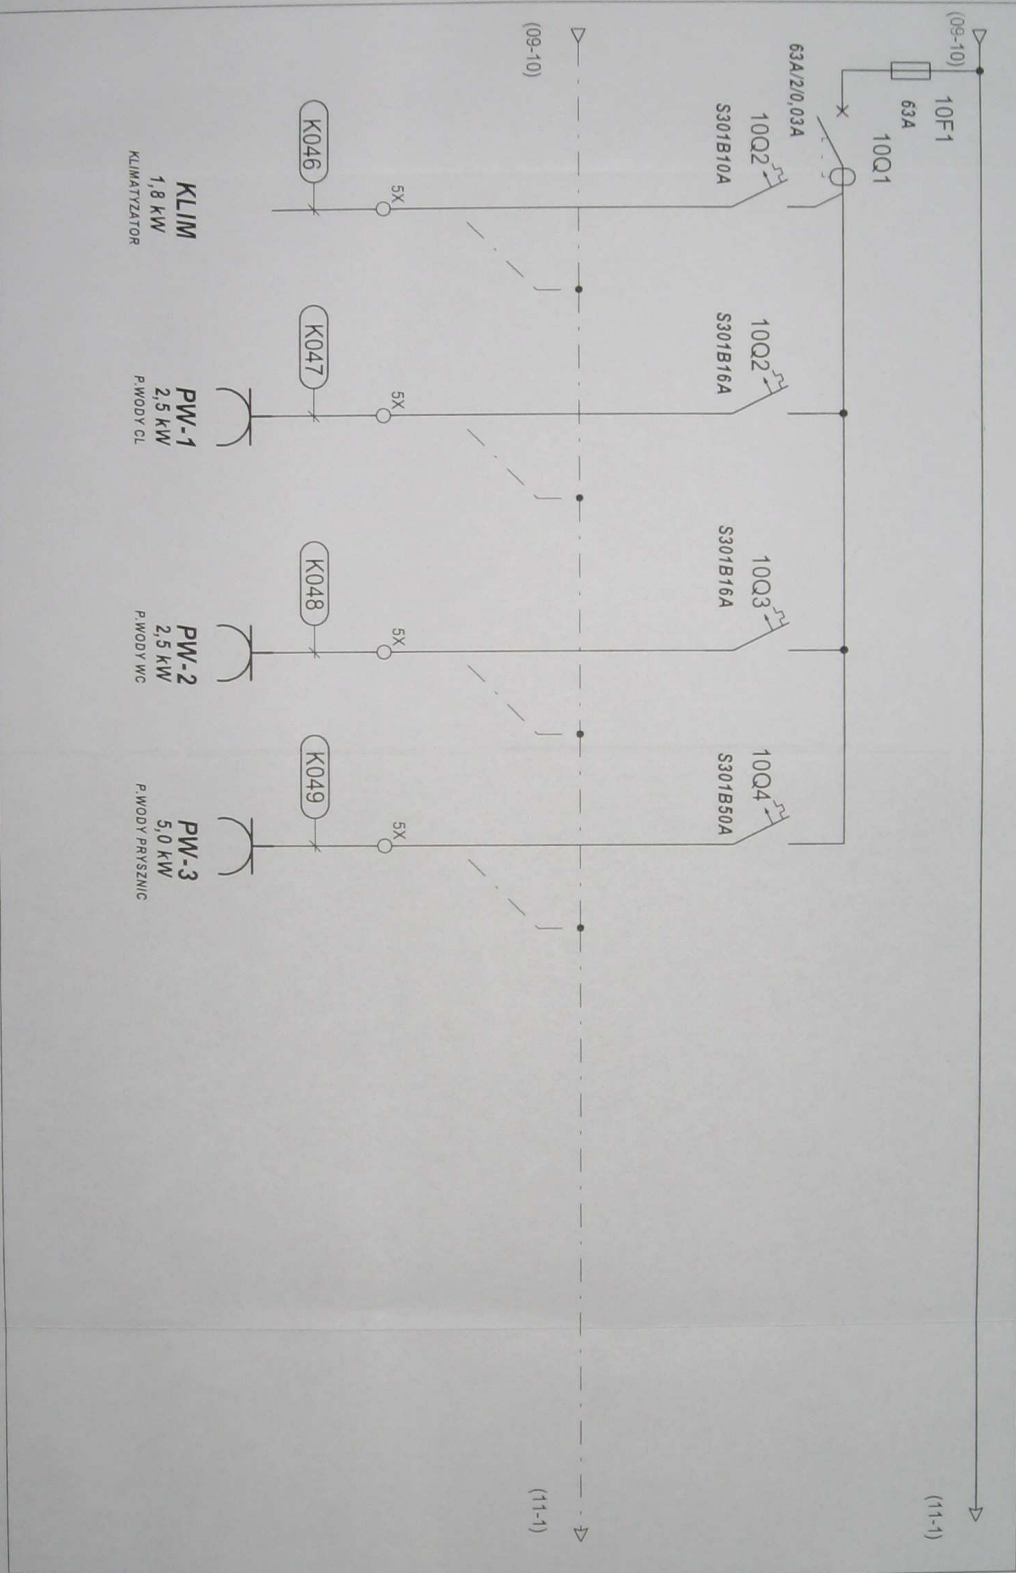 (09-10)
10F1
63A
10Q1
63A/2/0,03A
(11-1)
10Q2
S301B10A
10Q2
S301B16A
10Q3
S301B16A
10Q4
S301B50A
(09-10)
(11-1)
5X
5X
5X
5X
K046
K047
K048
K049
KLIM
1,8 kW
KLIMATYZATOR
PW-1
2,5 kW
P.WODY CL
PW-2
2,5 kW
P.WODY WC
PW-3
5,0 kW
P.WODY PRYSZNIC